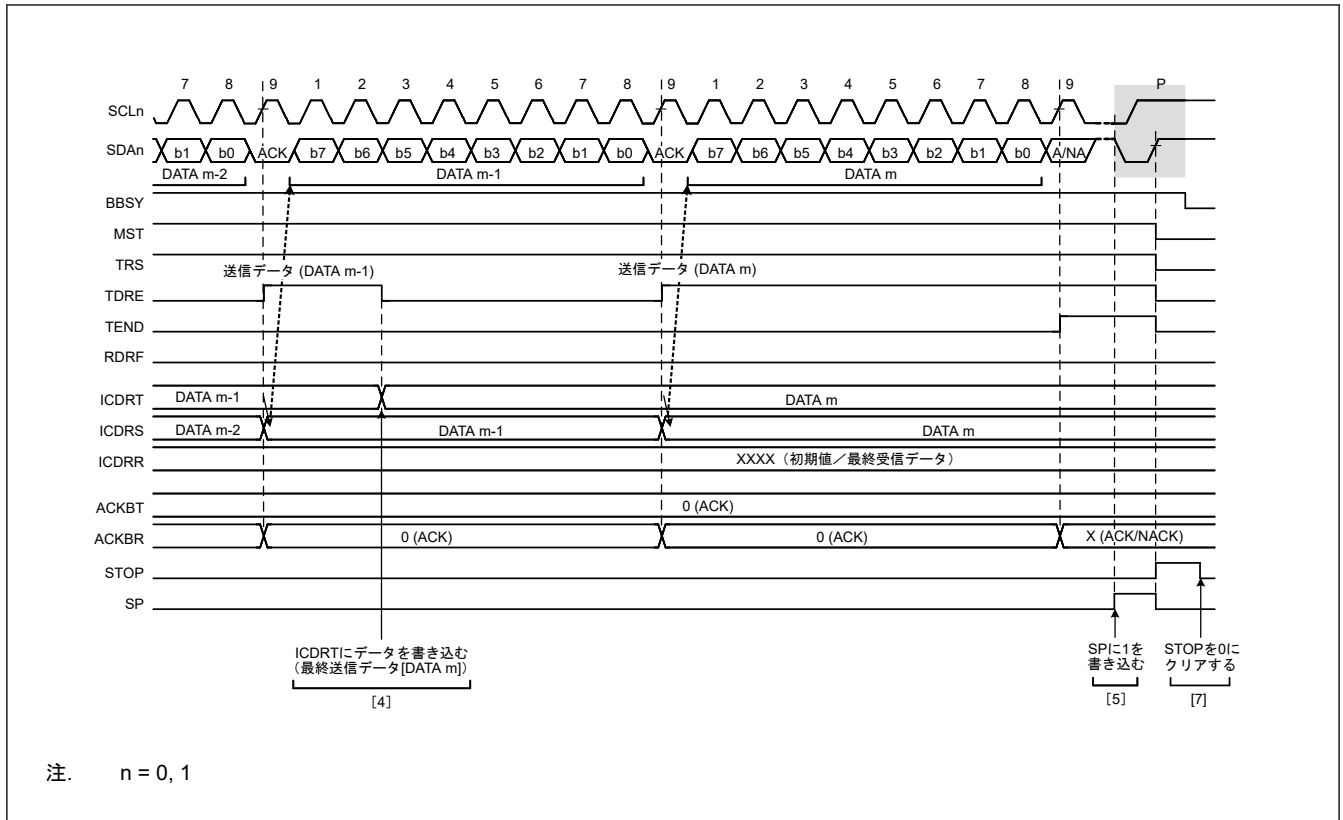 7 8 9 1 2 3 4 5 6 7 8 9 1 2 3 4 5 6 7 8 9 P
SCLn
SDAn b1 b0 ACK b7 b6 b5 b4 b3 b2 b1 b0 ACK b7 b6 b5 b4 b3 b2 b1 b0 A/NA
DATA m-2 DATA m-1 DATA m
BBSY
MST
TRS
送信データ (DATA m-1) 送信データ (DATA m)
TDRE
TEND
RDRF
ICDRT DATA m-1 DATA m
ICDRS DATA m-2 DATA m-1 DATA m
ICDRR XXXX（初期値／最終受信データ）
ACKBT 0 (ACK)
ACKBR 0 (ACK) 0 (ACK) X (ACK/NACK)
STOP
SP
ICDRTにデータを書き込む
（最終送信データ[DATA m]）
[4]
SPに1を
書き込む
[5]
STOPを0に
クリアする
[7]
注. n = 0, 1